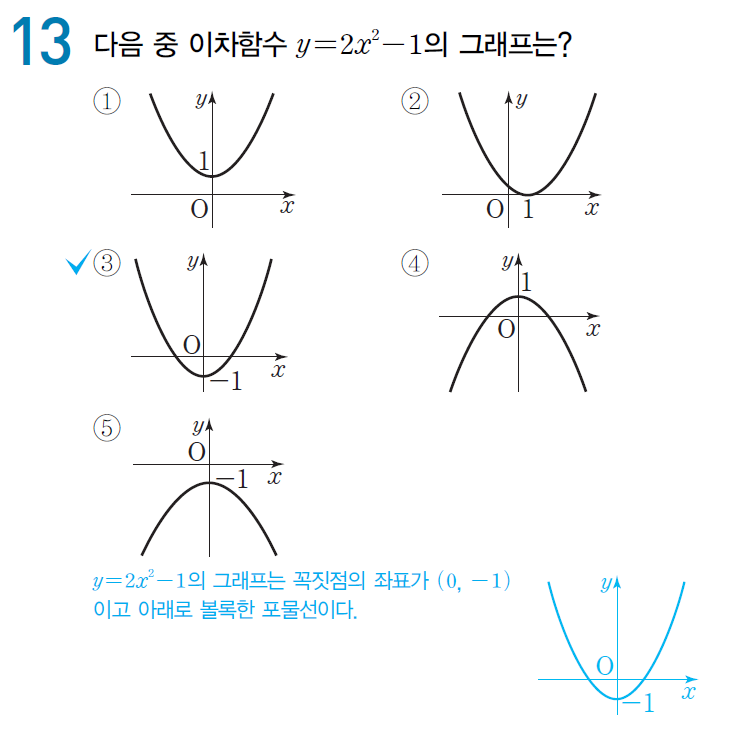 13 다음 중 이차함수 y=2x²-1의 그래프는?
① y 1 O x
② y O 1 x
③ y O -1 x
④ y 1 O x
⑤ y O -1 x
y=2x²-1의 그래프는 꼭짓점의 좌표가 (0, -1)
이고 아래로 볼록한 포물선이다.
y O -1 x